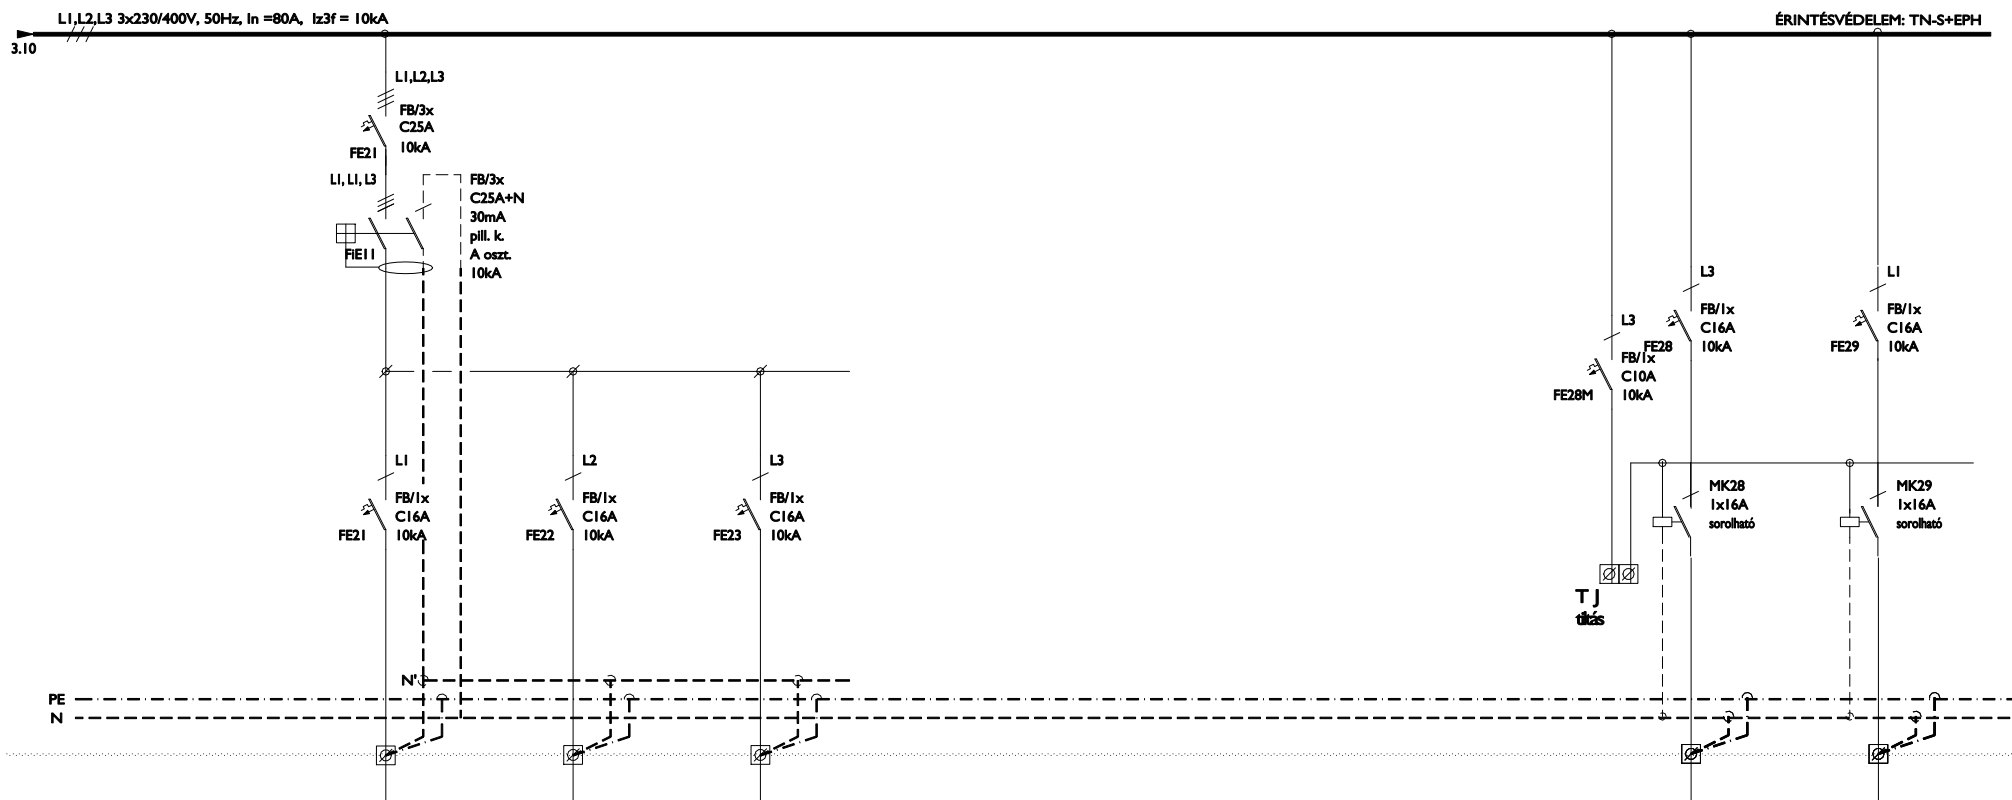 L1,L2,L3 3x230/400V, 50Hz, In =80A, Iz3f = 10kA
ÉRINTÉSVÉDELEM: TN-S+EPH
3.10
L1,L2,L3
FB/3x
C25A
10kA
FE21
L1, L1, L3
FB/3x
C25A+N
30mA
pill. k.
A oszt.
10kA
FiE11
L3
FB/1x
C16A
10kA
FE28
L1
FB/1x
C16A
10kA
FE29
L3
FB/1x
C10A
10kA
FE28M
L1
FB/1x
C16A
10kA
FE21
L2
FB/1x
C16A
10kA
FE22
L3
FB/1x
C16A
10kA
FE23
MK28
1x16A
sorolható
MK29
1x16A
sorolható
T J
N'
PE
N